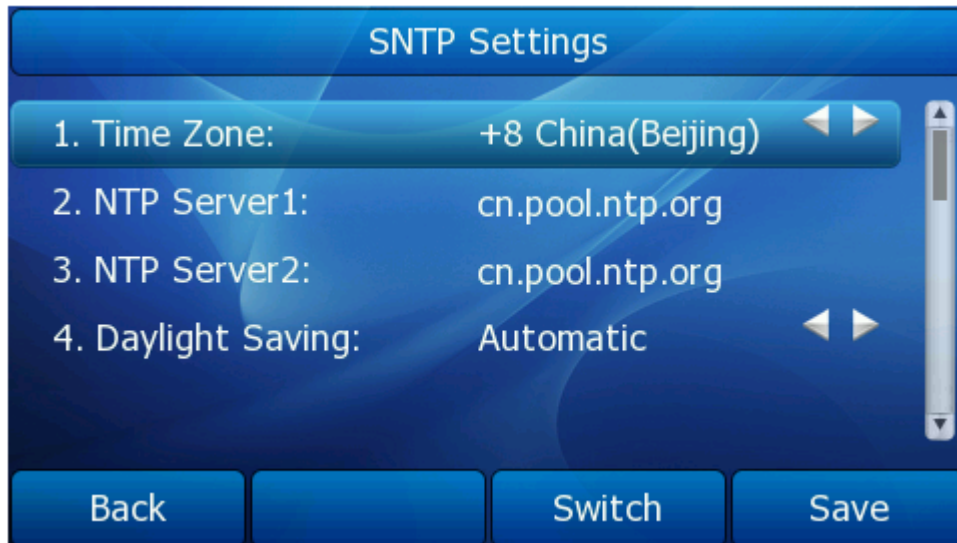 SNTP Settings
1. Time Zone: +8 China(Beijing)
2. NTP Server1: cn.pool.ntp.org
3. NTP Server2: cn.pool.ntp.org
4. Daylight Saving: Automatic
Back Switch Save